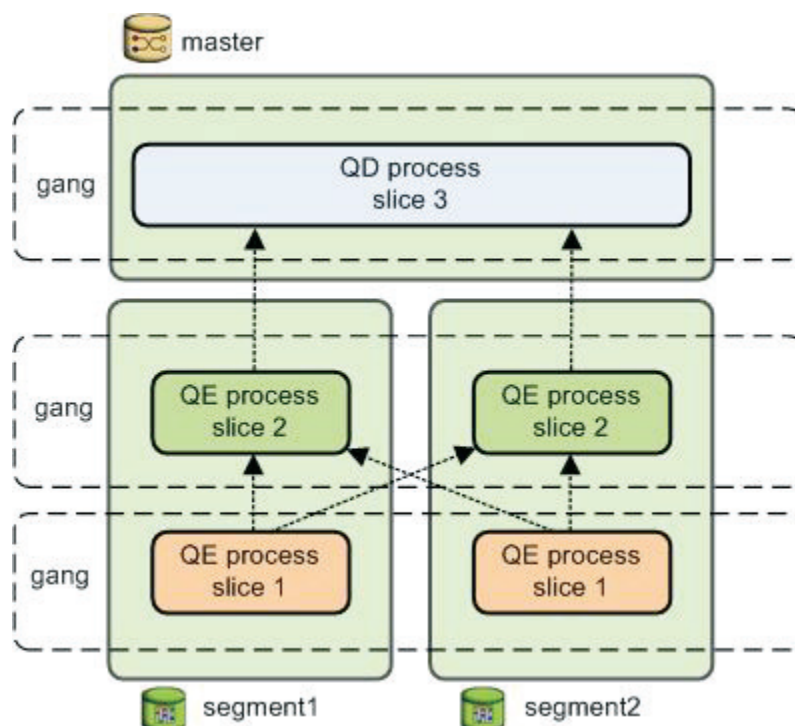 master
gang
QD process
slice 3
gang
QE process
slice 2
QE process
slice 2
gang
QE process
slice 1
QE process
slice 1
segment1
segment2